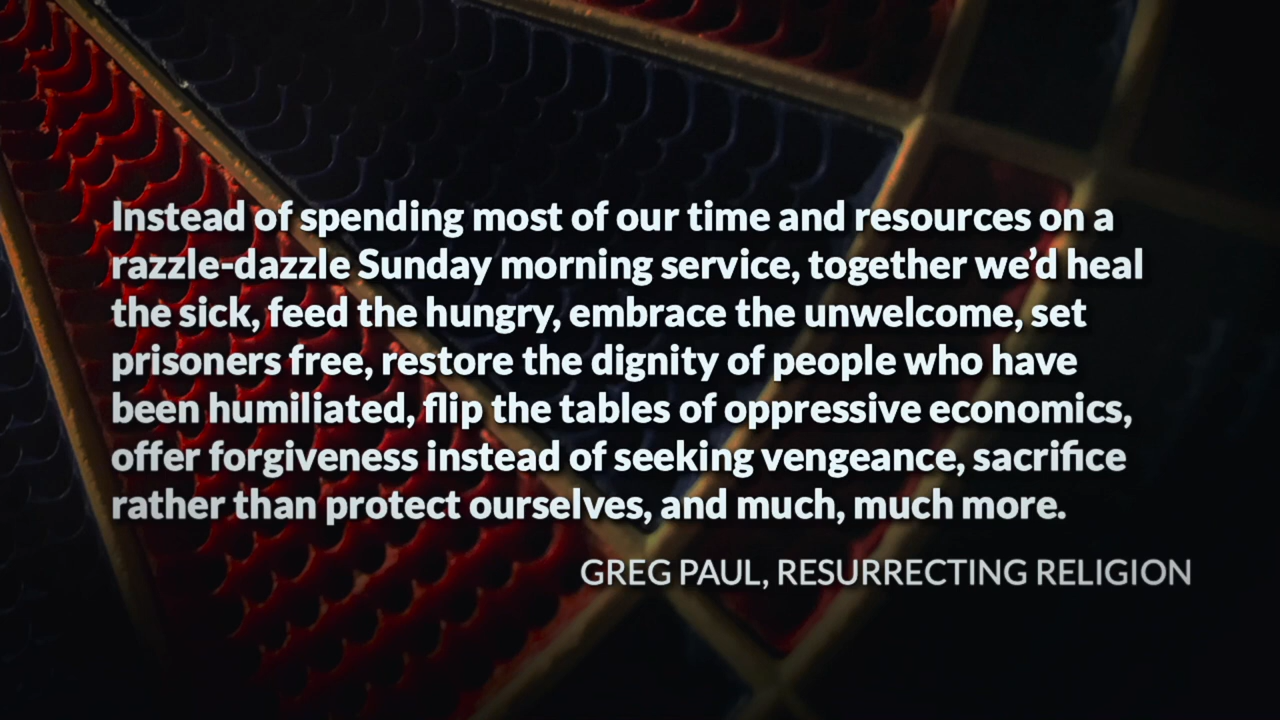 Instead of spending most of our time and resources on a
razzle-dazzle Sunday morning service, together we’d heal
the sick, feed the hungry, embrace the unwelcome, set
prisoners free, restore the dignity of people who have
been humiliated, flip the tables of oppressive economics,
offer forgiveness instead of seeking vengeance, sacrifice
rather than protect ourselves, and much, much more.
GREG PAUL, RESURRECTING RELIGION